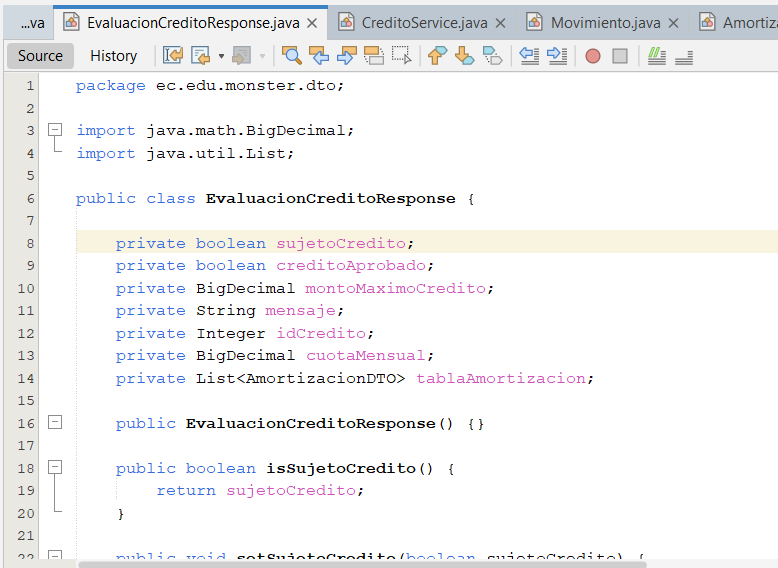 ...va EvaluacionCreditoResponse.java × CreditoService.java × Movimiento.java × Amortiza
Source History
1 package ec.edu.monster.dto;
2
3 import java.math.BigDecimal;
4 import java.util.List;
5
6 public class EvaluacionCreditoResponse {
7
8 private boolean sujetoCredito;
9 private boolean creditoAprobado;
10 private BigDecimal montoMaximoCredito;
11 private String mensaje;
12 private Integer idCredito;
13 private BigDecimal cuotaMensual;
14 private List<AmortizacionDTO> tablaAmortizacion;
15
16 public EvaluacionCreditoResponse() {}
17
18 public boolean isSujetoCredito() {
19 return sujetoCredito;
20 }
21
22 public void setSujetoCredito(boolean sujetoCredito) {